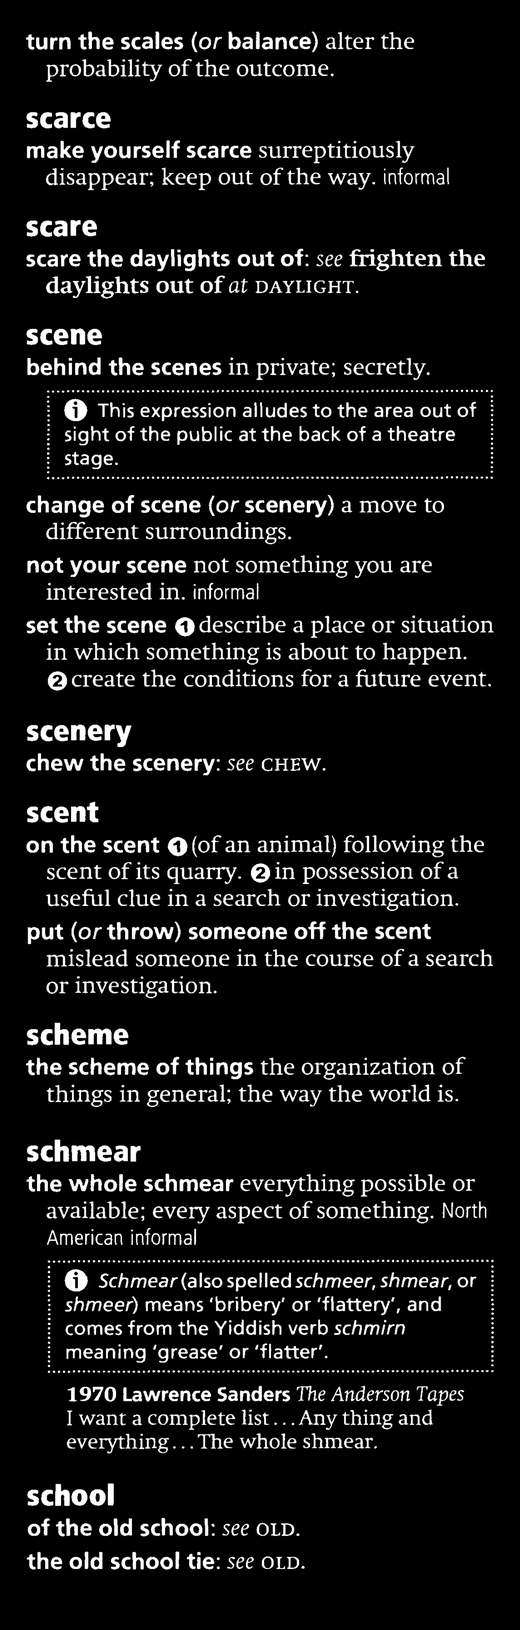 turn the scales (or balance) alter the
probability of the outcome.
scarce
make yourself scarce surreptitiously
disappear; keep out of the way. informal
scare
scare the daylights out of: see frighten the
daylights out of at DAYLIGHT.
scene
behind the scenes in private; secretly.
i This expression alludes to the area out of
sight of the public at the back of a theatre
stage.
change of scene (or scenery) a move to
different surroundings.
not your scene not something you are
interested in. informal
set the scene ❶ describe a place or situation
in which something is about to happen.
❷ create the conditions for a future event.
scenery
chew the scenery: see CHEW.
scent
on the scent ❶ (of an animal) following the
scent of its quarry. ❷ in possession of a
useful clue in a search or investigation.
put (or throw) someone off the scent
mislead someone in the course of a search
or investigation.
scheme
the scheme of things the organization of
things in general; the way the world is.
schmear
the whole schmear everything possible or
available; every aspect of something. North
American informal
i Schmear (also spelled schmeer, shmear, or
shmeer) means 'bribery' or 'flattery', and
comes from the Yiddish verb schmirn
meaning 'grease' or 'flatter'.
1970 Lawrence Sanders The Anderson Tapes
I want a complete list...Any thing and
everything...The whole shmear.
school
of the old school: see OLD.
the old school tie: see OLD.